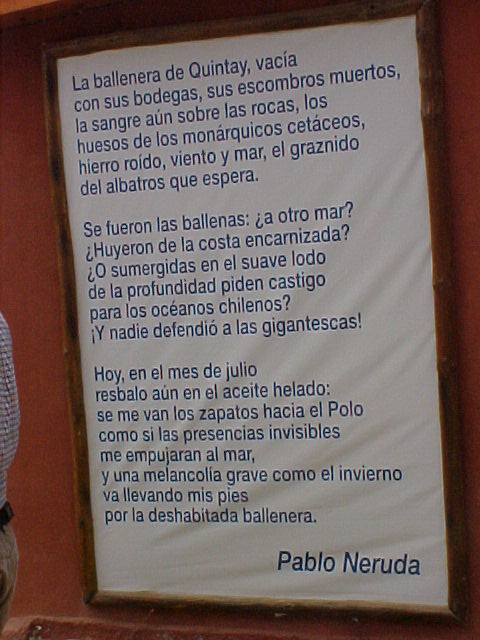 La ballenera de Quintay, vacía
con sus bodegas, sus escombros muertos,
la sangre aún sobre las rocas, los
huesos de los monárquicos cetáceos,
hierro roído, viento y mar, el graznido
del albatros que espera.
Se fueron las ballenas: ¿a otro mar?
¿Huyeron de la costa encarnizada?
¿O sumergidas en el suave lodo
de la profundidad piden castigo
para los océanos chilenos?
¡Y nadie defendió a las gigantescas!
Hoy, en el mes de julio
resbalo aún en el aceite helado:
se me van los zapatos hacia el Polo
como si las presencias invisibles
me empujaran al mar,
y una melancolía grave como el invierno
va llevando mis pies
por la deshabitada ballenera.
Pablo Neruda